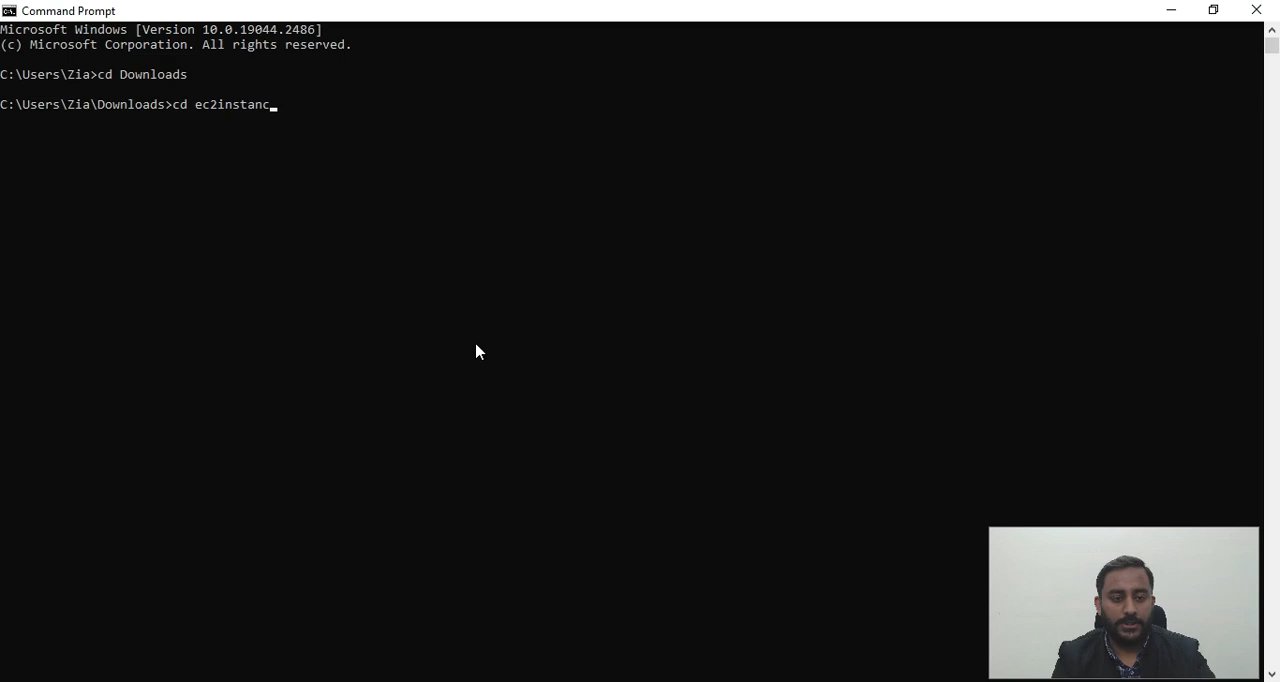 Command Prompt
Microsoft Windows [Version 10.0.19044.2486]
(c) Microsoft Corporation. All rights reserved.
C:\Users\Zia>cd Downloads
C:\Users\Zia\Downloads>cd ec2instanc